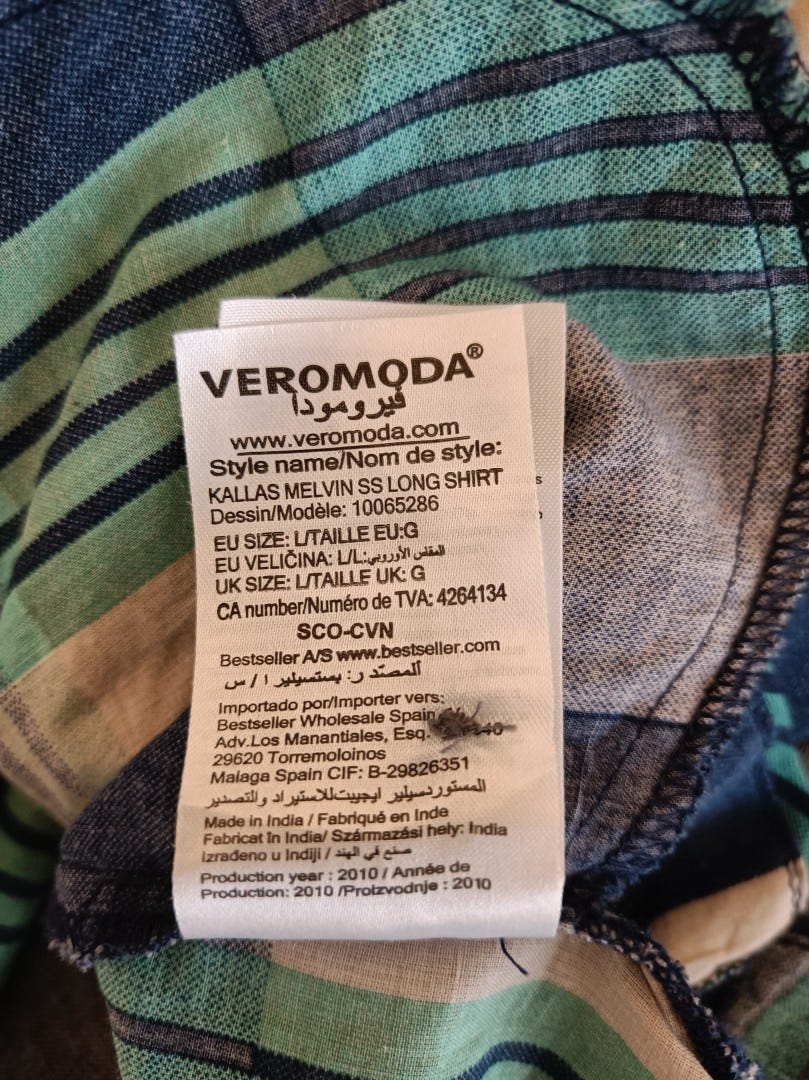 VEROMODA®
فيرومودا
www.veromoda.com
Style name/Nom de style:
KALLAS MELVIN SS LONG SHIRT
Dessin/Modèle: 10065286
EU SIZE: L/TAILLE EU:G
EU VELIČINA: L/L:المقاس الأوروبي
UK SIZE: L/TAILLE UK: G
CA number/Numéro de TVA: 4264134
SCO-CVN
Bestseller A/S www.bestseller.com
المصدر: بستسيلير ا / س
Importado por/Importer vers:
Bestseller Wholesale Spain
Adv.Los Manantiales, Esq.
29620 Torremoloinos
Malaga Spain CIF: B-29826351
المستوردسيلير ايجيبت للاستيراد والتصدير
Made in India / Fabriqué en Inde
Fabricat în India/ Származási hely: India
Izrađeno u Indiji / صنع في الهند
Production year : 2010 / Année de
Production: 2010 /Proizvodnje : 2010